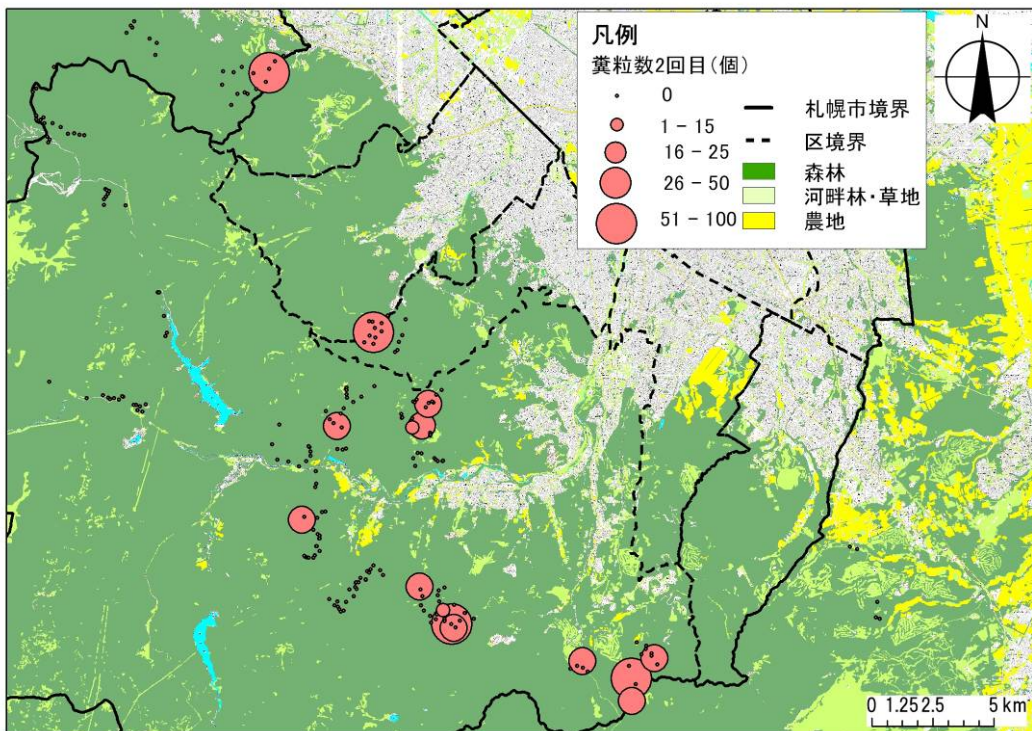 N
凡例
糞粒数2回目(個)
0
1 - 15
16 - 25
26 - 50
51 - 100
札幌市境界
区境界
森林
河畔林・草地
農地
0 1.25 2.5 5 km